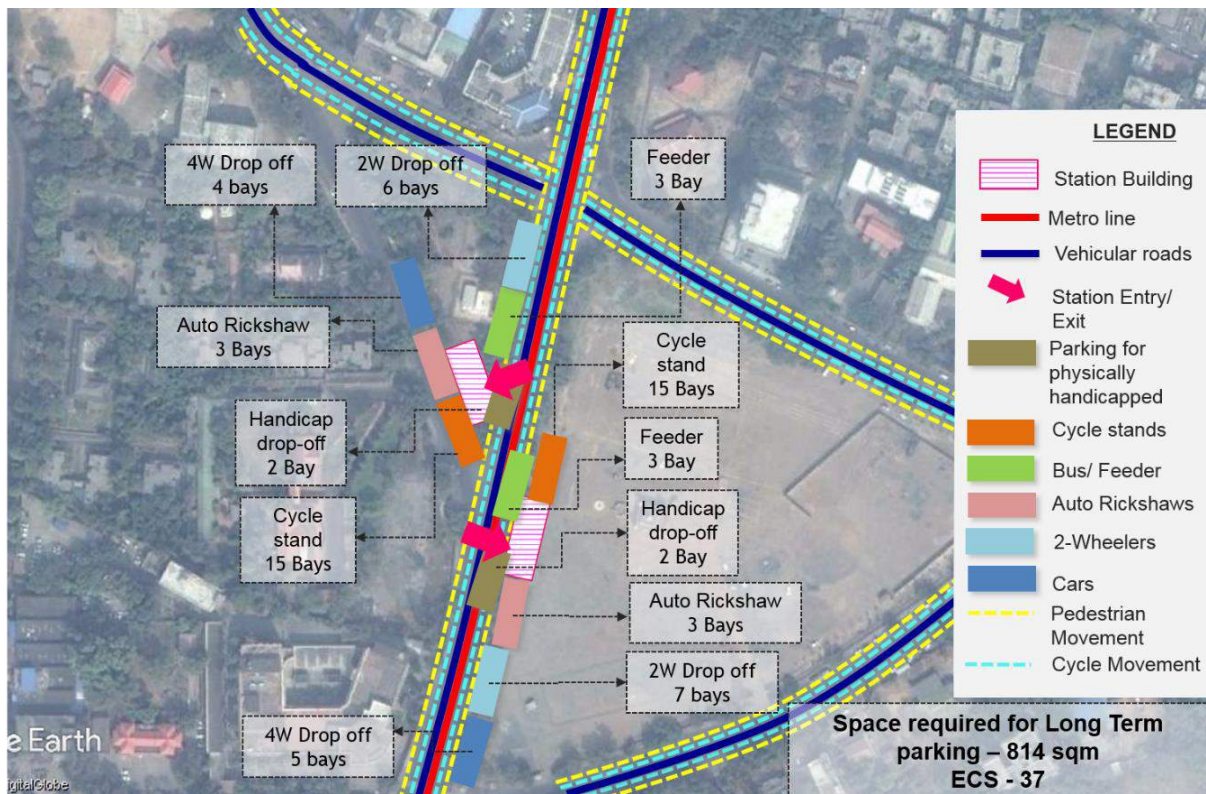 4W Drop off
4 bays
2W Drop off
6 bays
Feeder
3 Bay
Auto Rickshaw
3 Bays
Cycle
stand
15 Bays
Handicap
drop-off
2 Bay
Feeder
3 Bay
Cycle
stand
15 Bays
Handicap
drop-off
2 Bay
Auto Rickshaw
3 Bays
2W Drop off
7 bays
4W Drop off
5 bays
LEGEND
Station Building
Metro line
Vehicular roads
Station Entry/
Exit
Parking for
physically
handicapped
Cycle stands
Bus/ Feeder
Auto Rickshaws
2-Wheelers
Cars
Pedestrian
Movement
Cycle Movement
Space required for Long Term
parking – 814 sqm
ECS - 37
e Earth
igitalGlobe